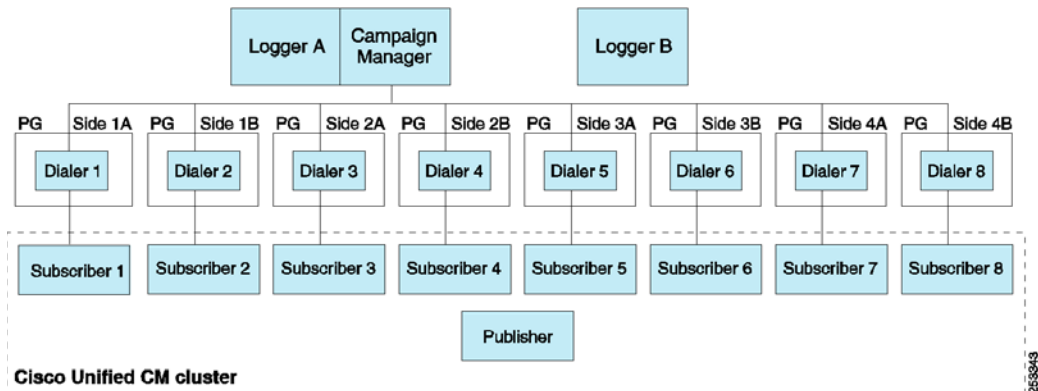 Logger A
Campaign
Manager
Logger B
PG Side 1A PG Side 1B PG Side 2A PG Side 2B PG Side 3A PG Side 3B PG Side 4A PG Side 4B
Dialer 1 Dialer 2 Dialer 3 Dialer 4 Dialer 5 Dialer 6 Dialer 7 Dialer 8
Subscriber 1 Subscriber 2 Subscriber 3 Subscriber 4 Subscriber 5 Subscriber 6 Subscriber 7 Subscriber 8
Publisher
Cisco Unified CM cluster
253343